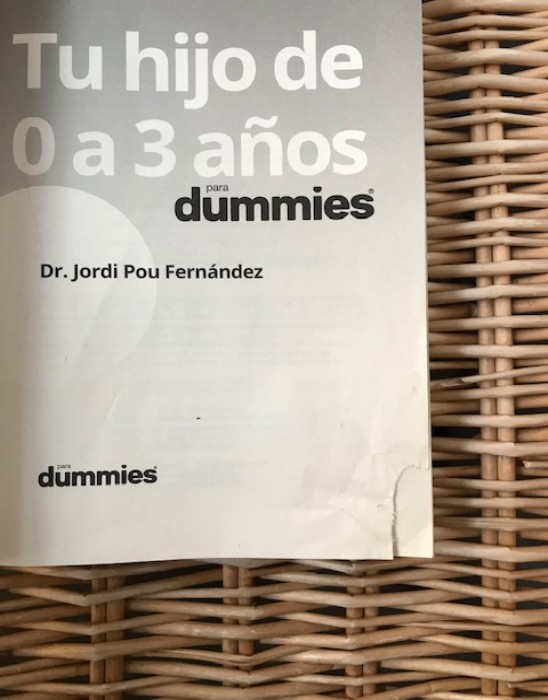 Tu hijo de
0 a 3 años
para
dummies®
Dr. Jordi Pou Fernández
para
dummies®